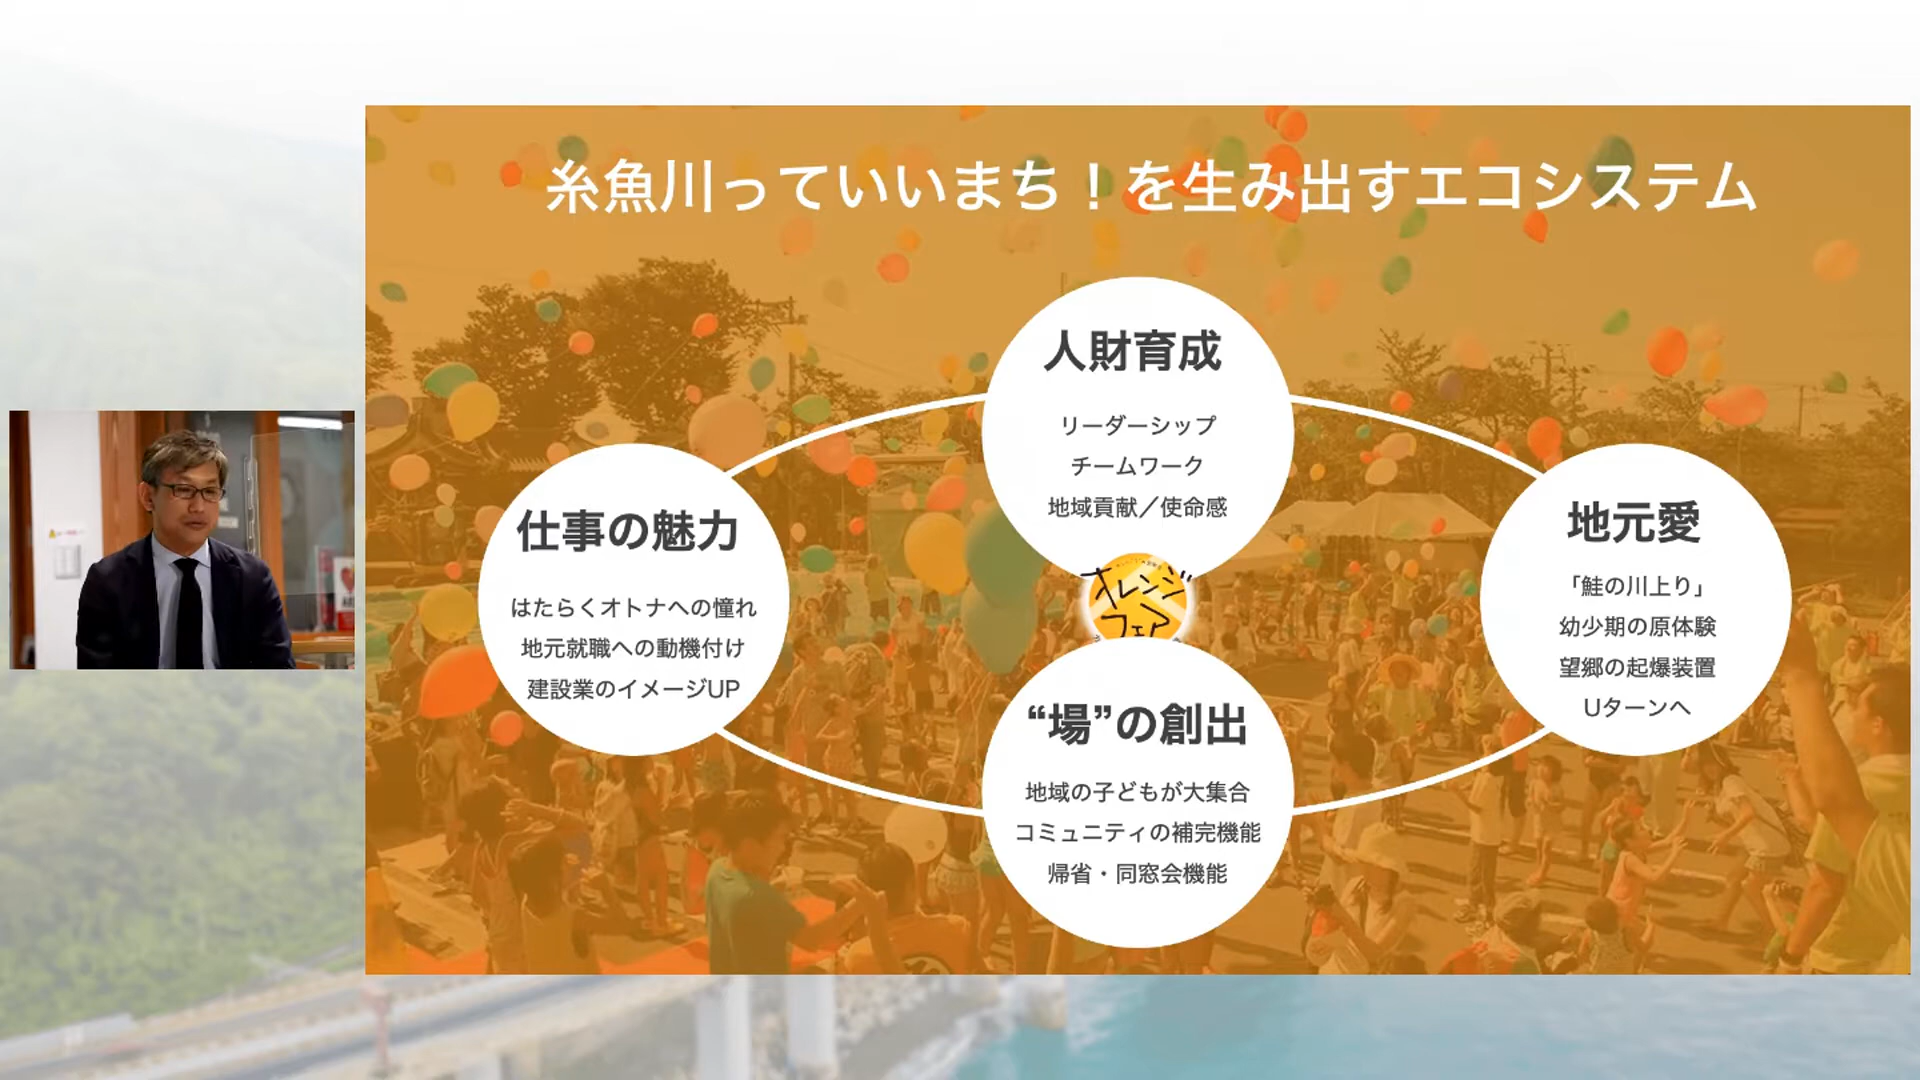 糸魚川っていいまち！を生み出すエコシステム
人財育成
リーダーシップ
チームワーク
地域貢献／使命感
仕事の魅力
はたらくオトナへの憧れ
地元就職への動機付け
建設業のイメージUP
地元愛
「鮭の川上り」
幼少期の原体験
望郷の起爆装置
Uターンへ
オレンジ
フェア
“場”の創出
地域の子どもが大集合
コミュニティの補完機能
帰省・同窓会機能